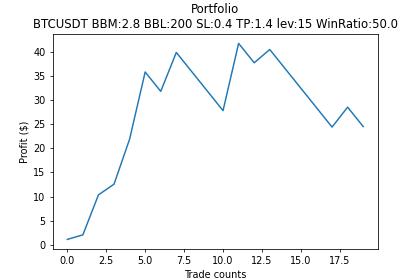 Portfolio
BTCUSDT BBM:2.8 BBL:200 SL:0.4 TP:1.4 lev:15 WinRatio:50.0
40
35
30
25
20
15
10
5
0
Profit ($)
0.0 2.5 5.0 7.5 10.0 12.5 15.0 17.5
Trade counts